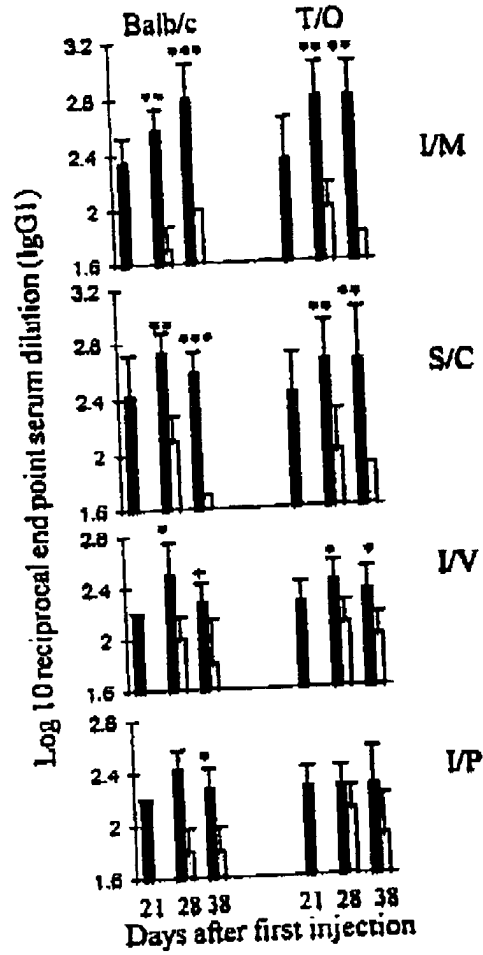 Balb/c T/O
*** ** **
**
3.2
2.8
2.4
2
1.6
I/M
** *** ** **
3.2
2.8
2.4
2
1.6
S/C
* + * *
2.8
2.4
2
1.6
I/V
*
2.8
2.4
2
1.6
I/P
21 28 38 21 28 38
Days after first injection
Log 10 reciprocal end point serum dilution (IgG1)